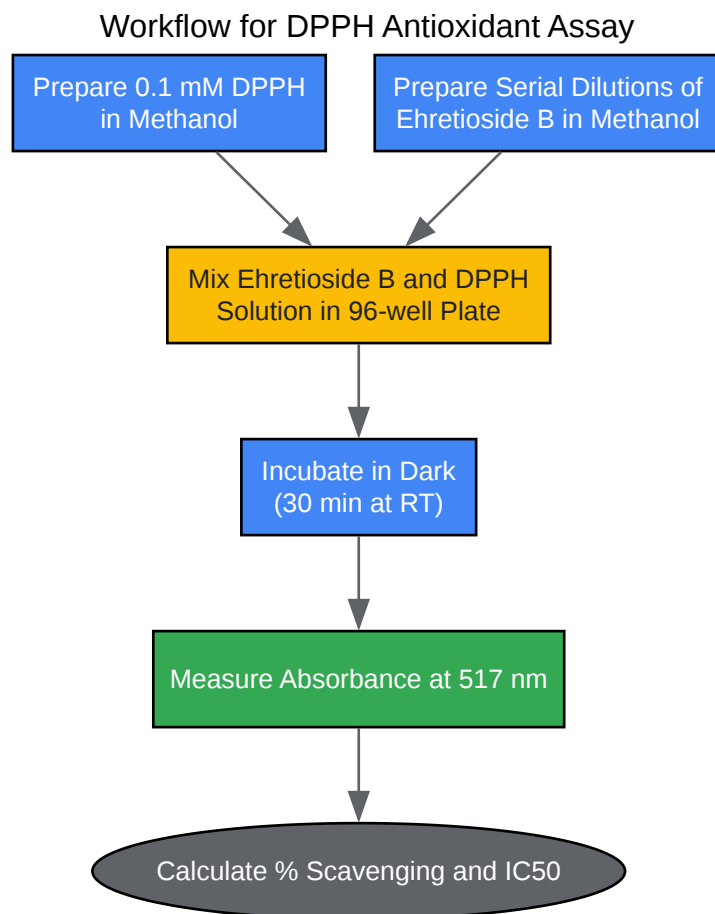 Workflow for DPPH Antioxidant Assay
Prepare 0.1 mM DPPH
in Methanol
Prepare Serial Dilutions of
Ehretioside B in Methanol
Mix Ehretioside B and DPPH
Solution in 96-well Plate
Incubate in Dark
(30 min at RT)
Measure Absorbance at 517 nm
Calculate % Scavenging and IC50